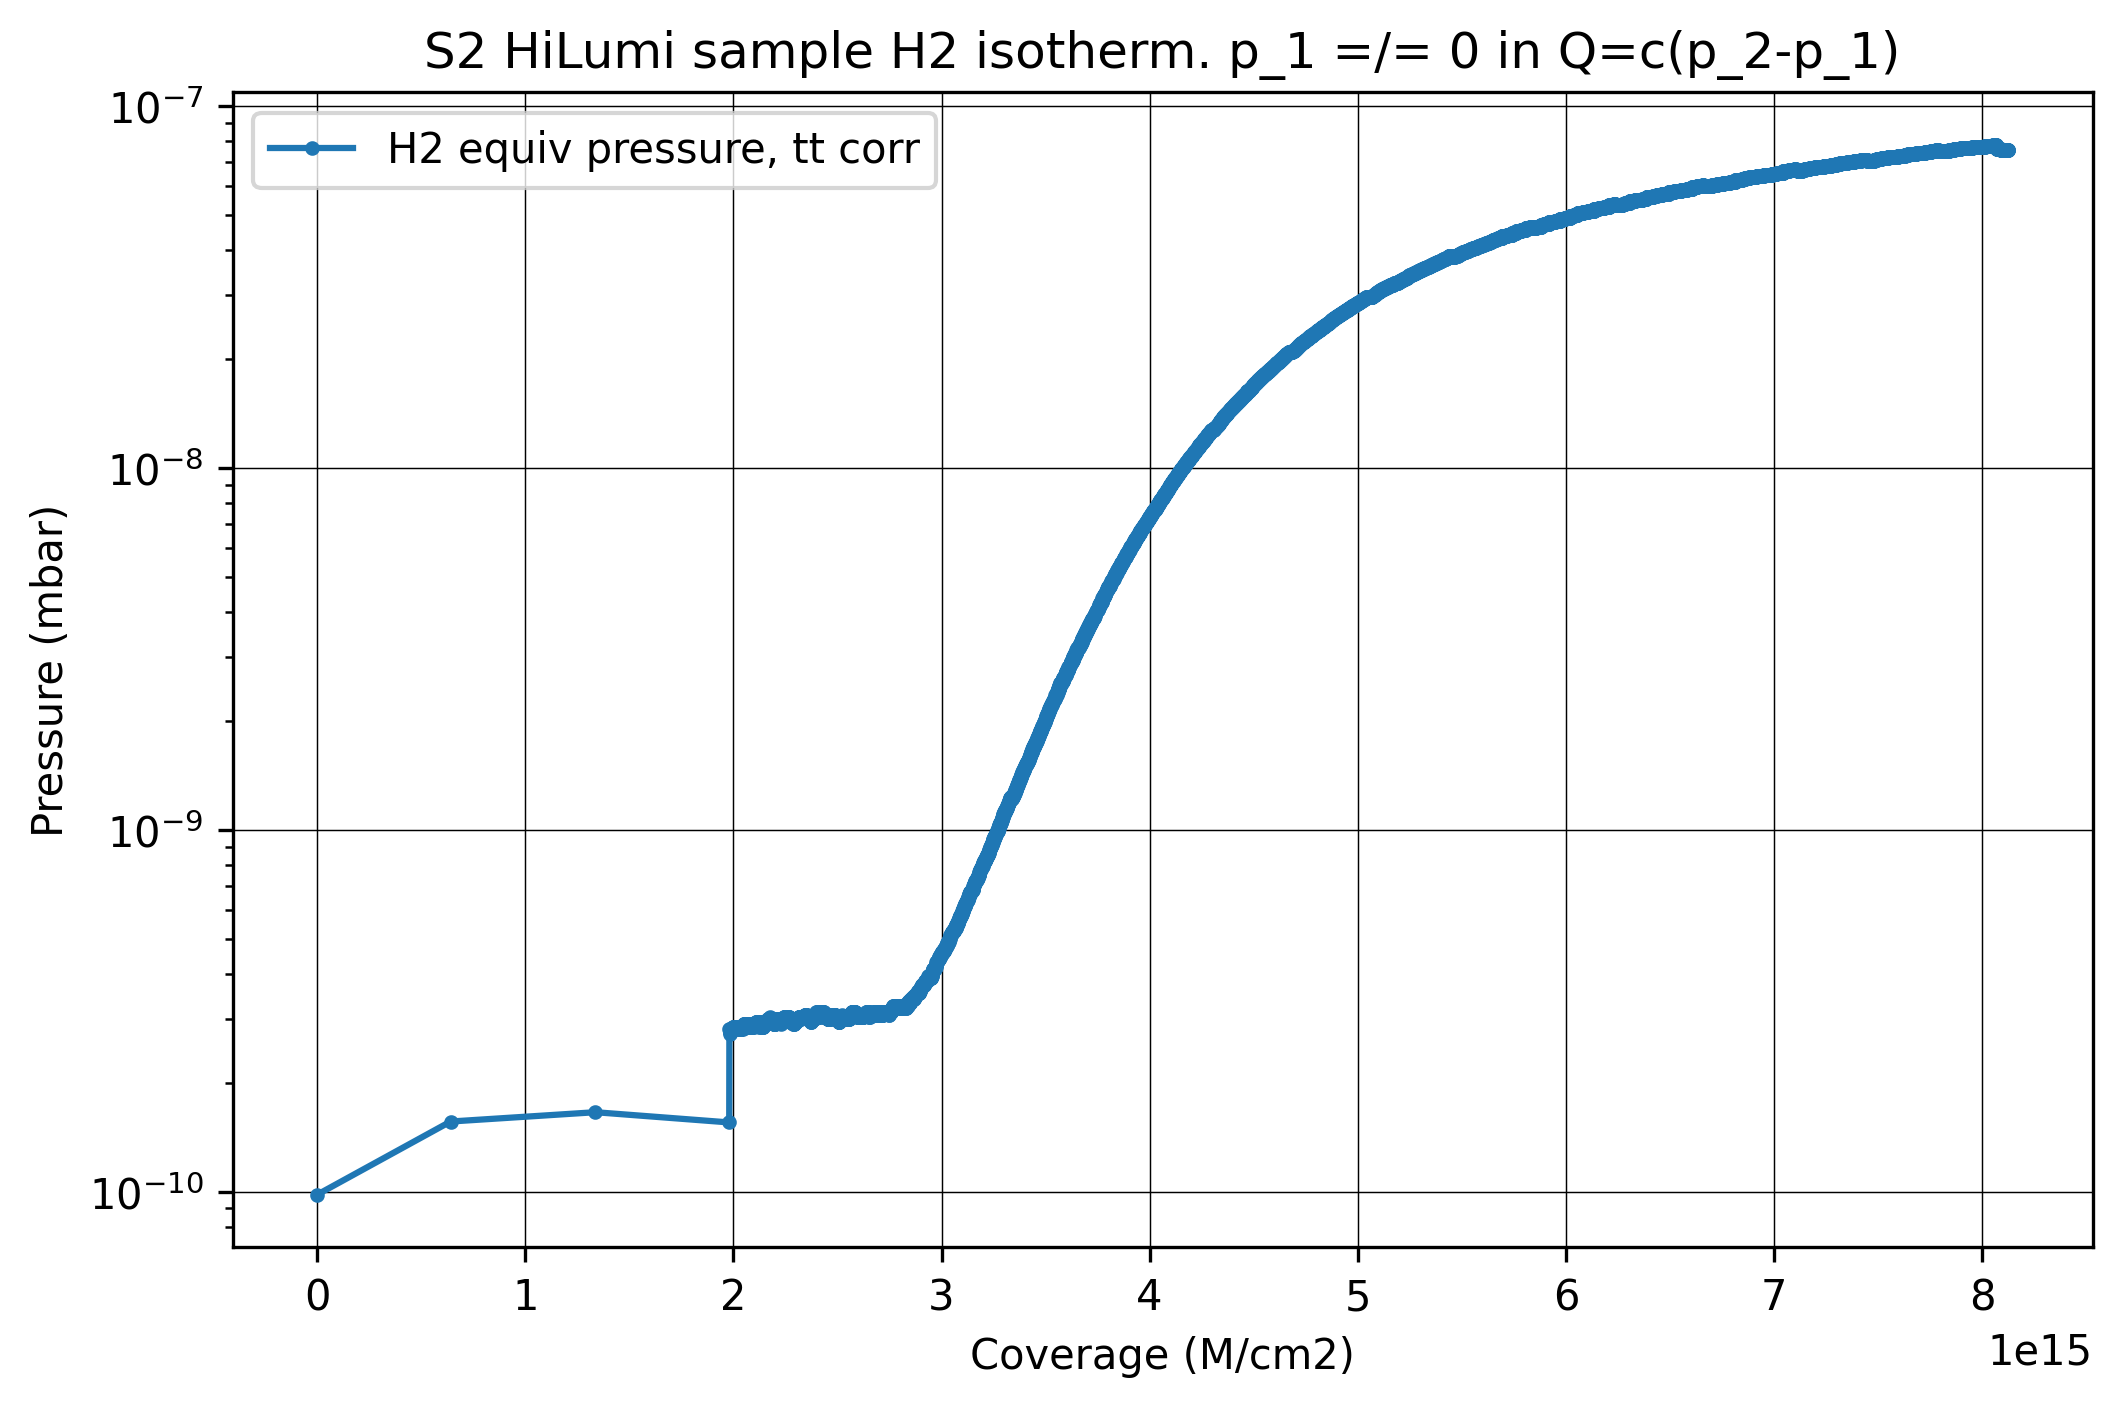 S2 HiLumi sample H2 isotherm. p_1 =/= 0 in Q=c(p_2-p_1)
H2 equiv pressure, tt corr
Pressure (mbar)
10⁻⁷
10⁻⁸
10⁻⁹
10⁻¹⁰
0 1 2 3 4 5 6 7 8
1e15
Coverage (M/cm2)